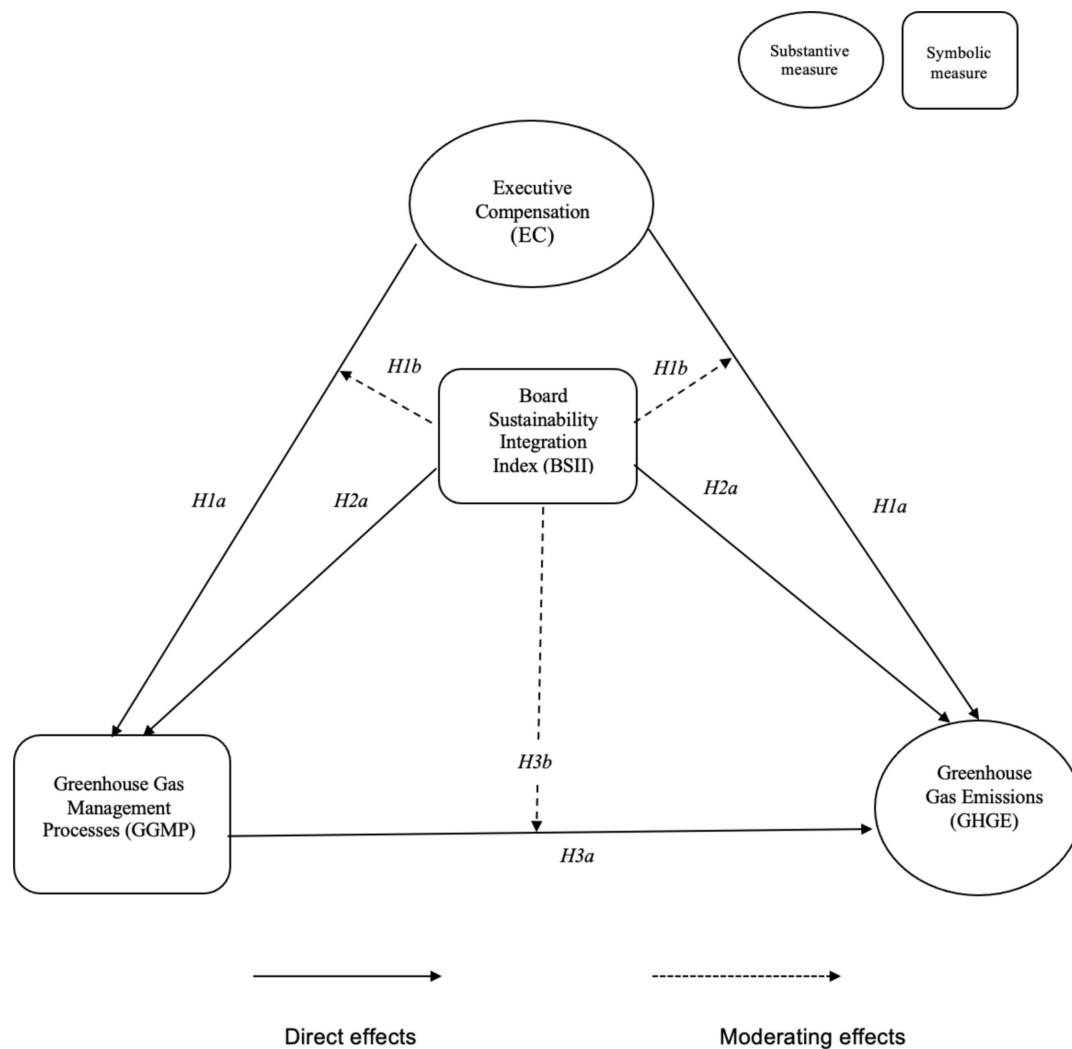 Substantive
measure
Symbolic
measure
Executive
Compensation
(EC)
H1b
H1b
Board
Sustainability
Integration
Index (BSII)
H1a
H2a
H2a
H1a
H3b
Greenhouse Gas
Management
Processes (GGMP)
Greenhouse
Gas Emissions
(GHGE)
H3a
Direct effects
Moderating effects